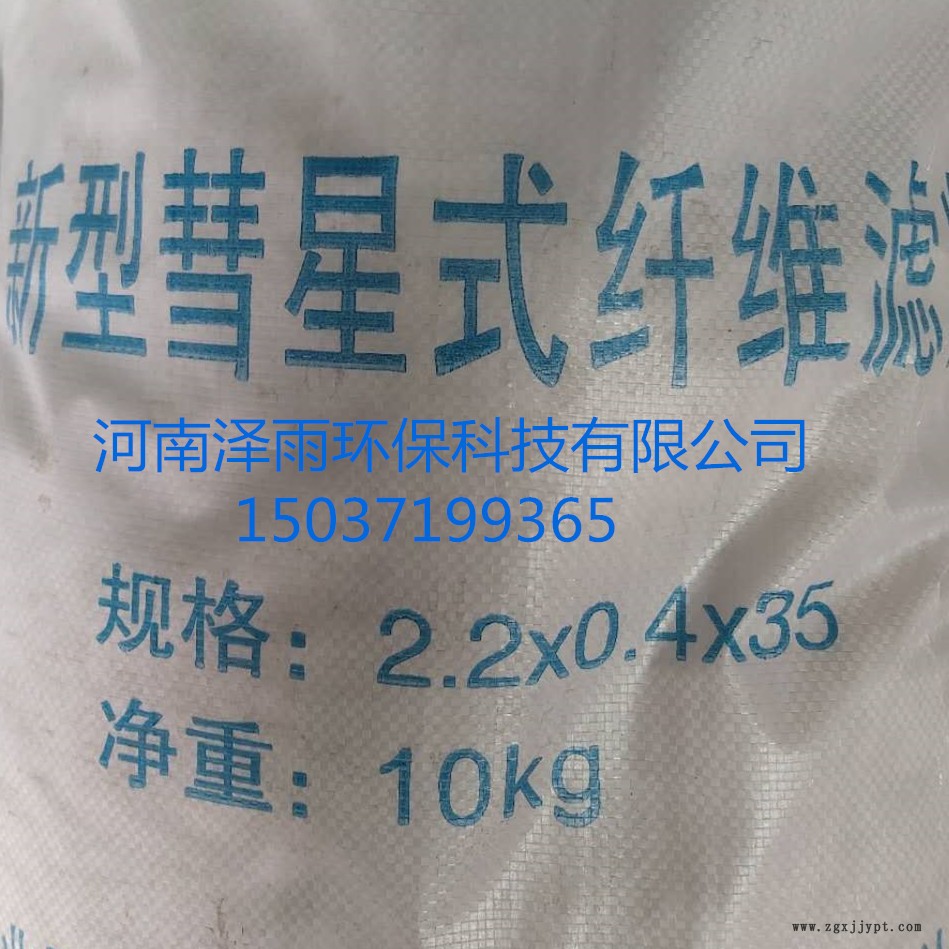 新型彗星式纤维滤
河南泽雨环保科技有限公司
15037199365
规格：2.2x0.4x35
净重：10kg
www.zgxjjypt.com